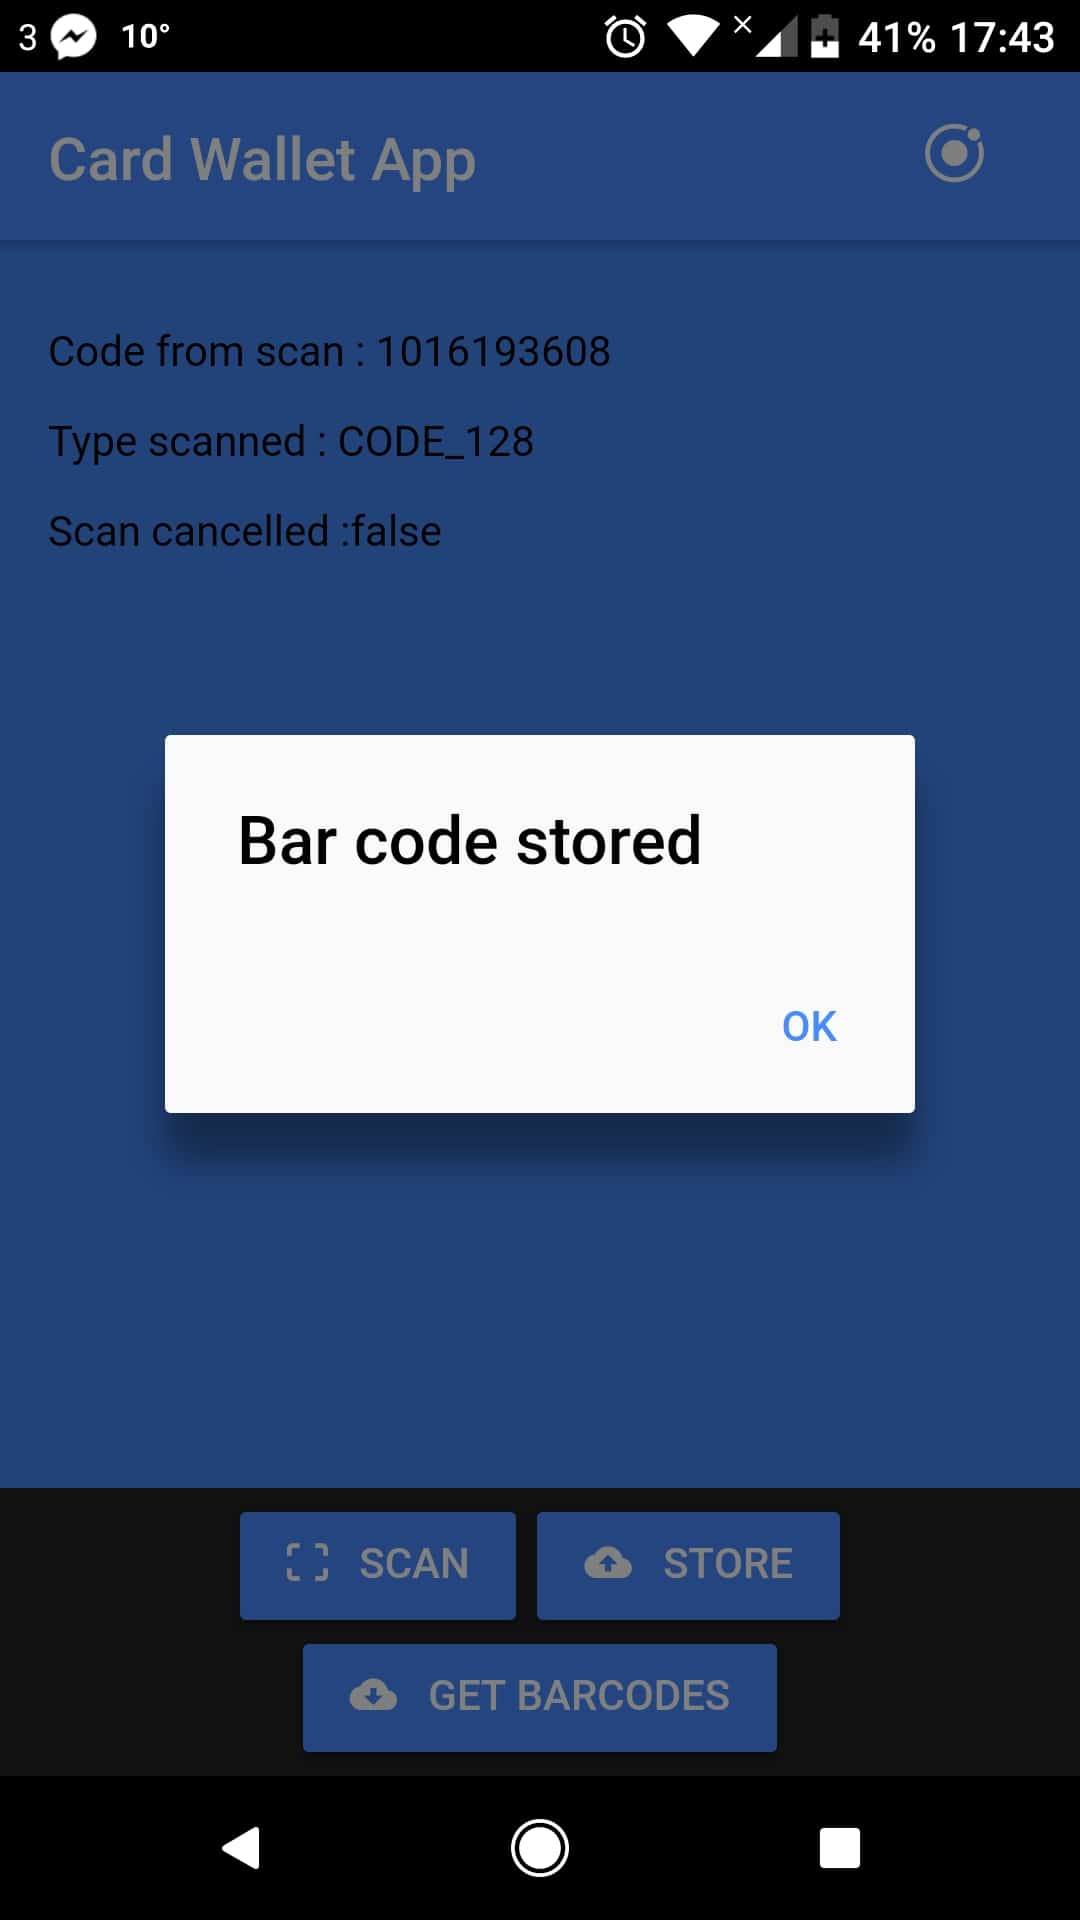 3 10° 41% 17:43
Card Wallet App
Code from scan : 1016193608
Type scanned : CODE_128
Scan cancelled :false
Bar code stored
OK
SCAN STORE
GET BARCODES